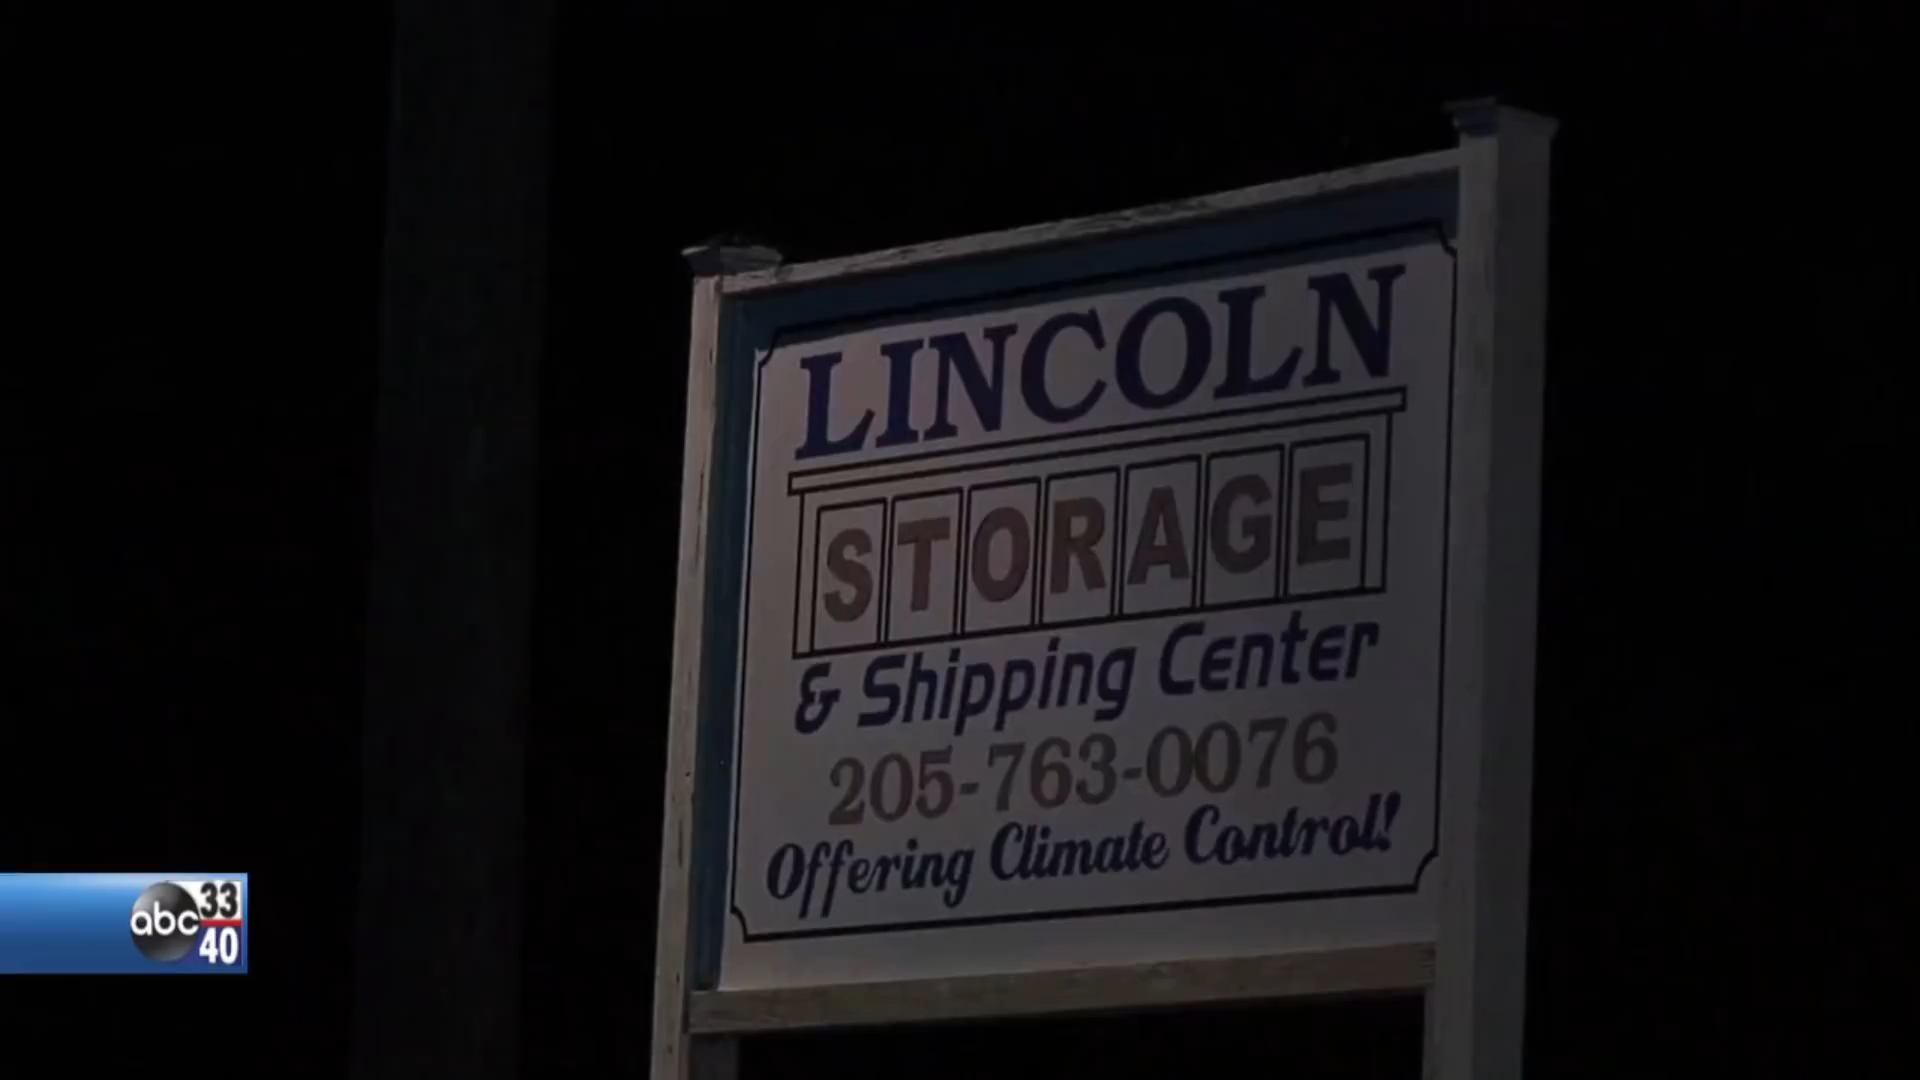 LINCOLN
STORAGE
& Shipping Center
205-763-0076
Offering Climate Control!
abc 33
40